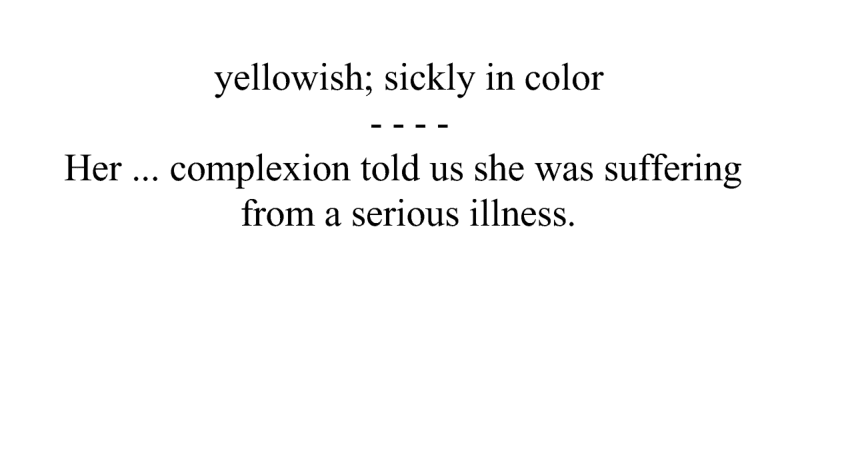 yellowish; sickly in color
- - - -
Her ... complexion told us she was suffering
from a serious illness.